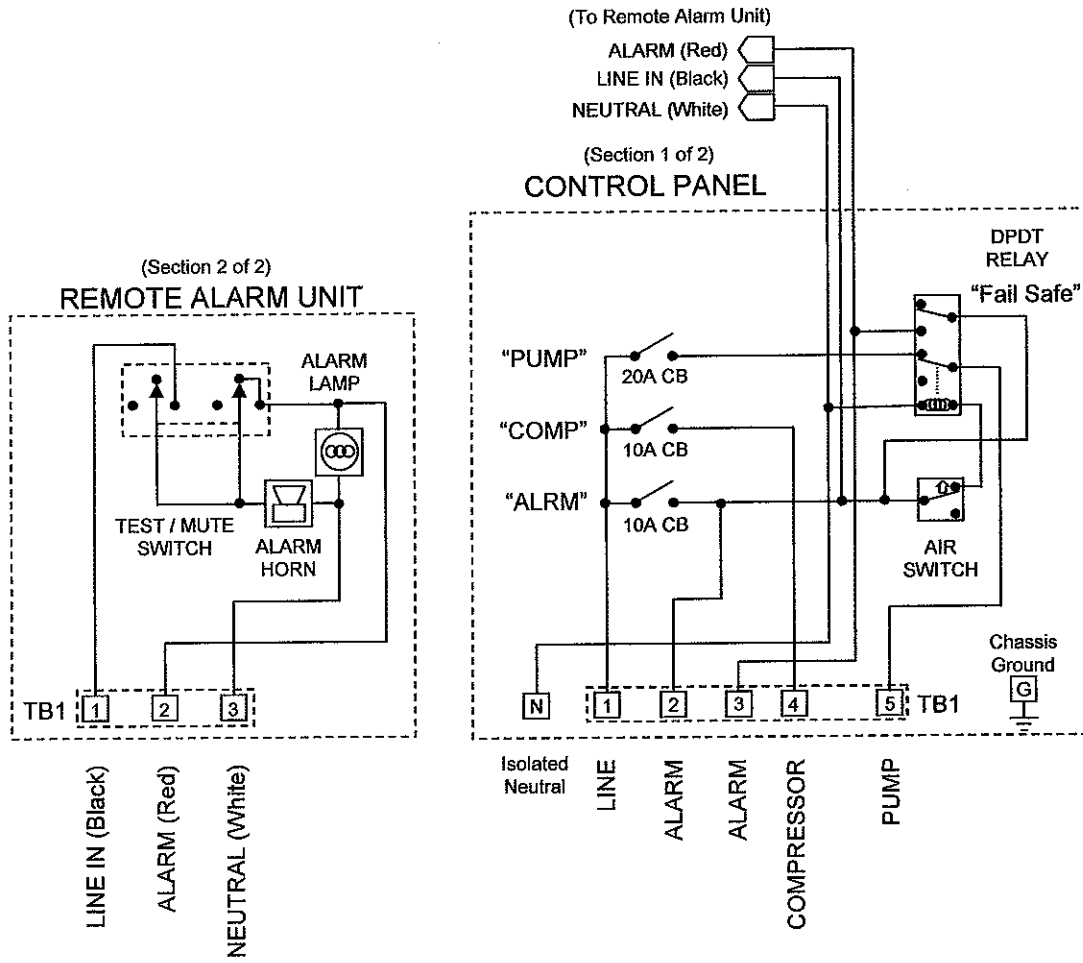 (To Remote Alarm Unit)
ALARM (Red)
LINE IN (Black)
NEUTRAL (White)
(Section 1 of 2)
CONTROL PANEL
DPDT
RELAY
"Fail Safe"
"PUMP"
20A CB
"COMP"
10A CB
"ALRM"
10A CB
AIR
SWITCH
Chassis
Ground
G
N
1
2
3
4
5
TB1
Isolated
Neutral
LINE
ALARM
ALARM
COMPRESSOR
PUMP
(Section 2 of 2)
REMOTE ALARM UNIT
ALARM
LAMP
TEST / MUTE
SWITCH
ALARM
HORN
TB1
1
2
3
LINE IN (Black)
ALARM (Red)
NEUTRAL (White)